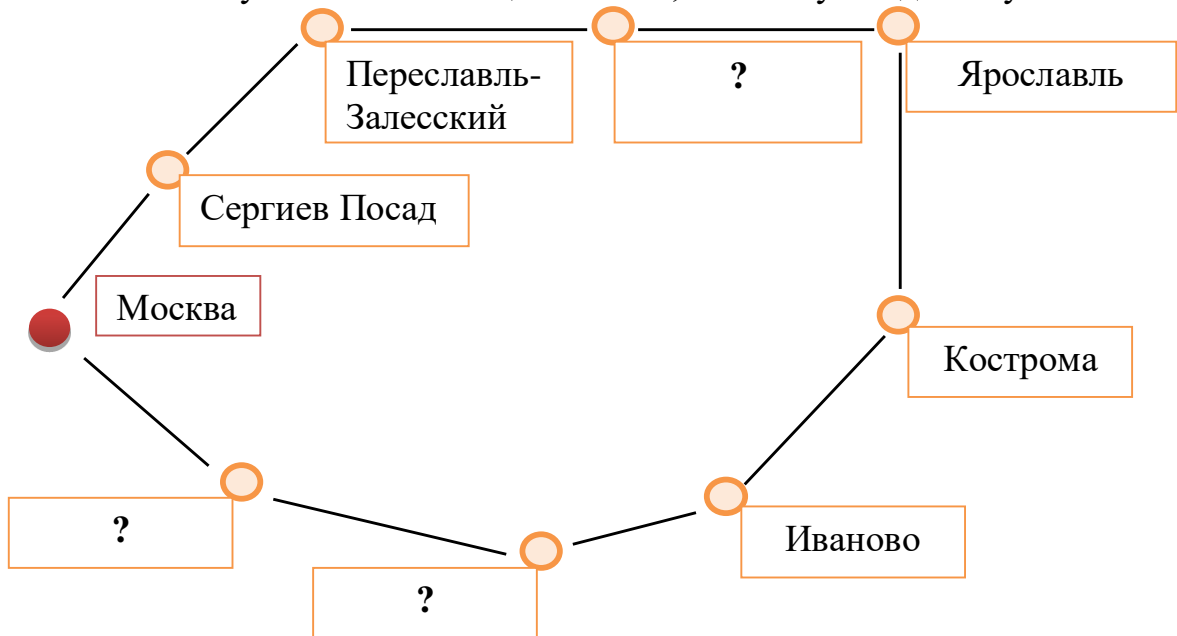 Переславль-
Залесский
?
Ярославль
Сергиев Посад
Москва
Кострома
?
Иваново
?